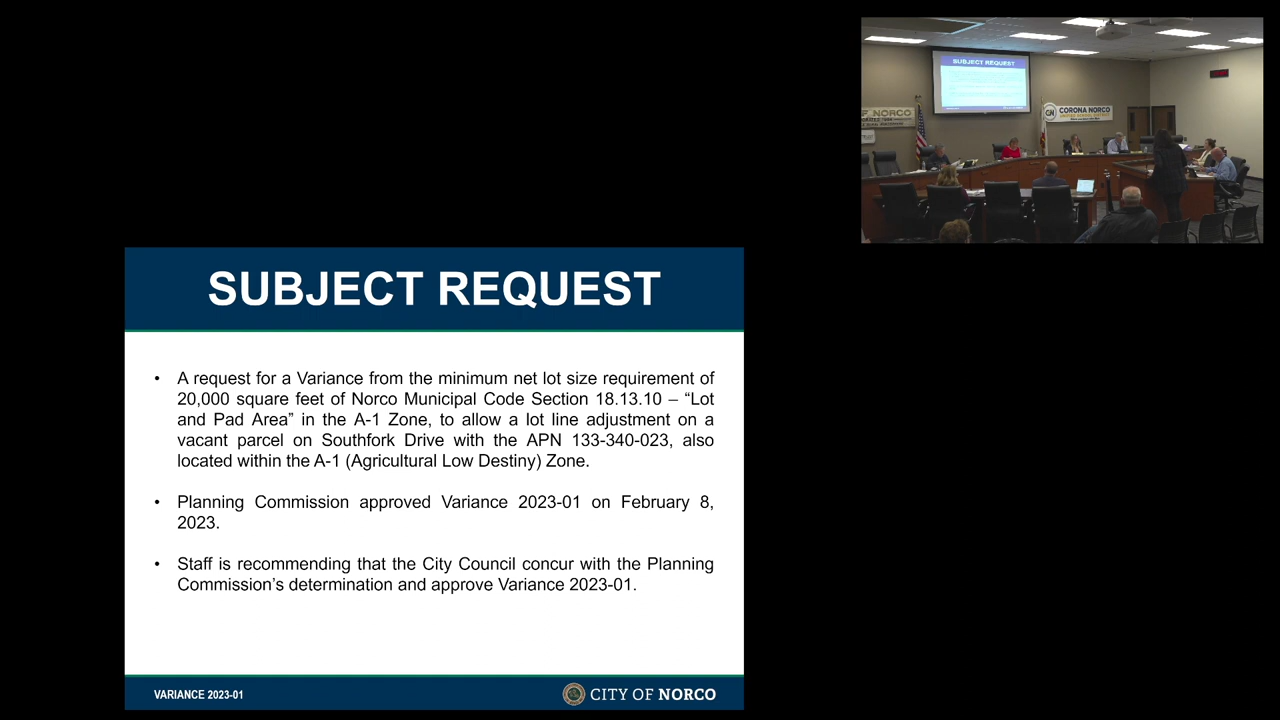 SUBJECT REQUEST
• A request for a Variance from the minimum net lot size requirement of
20,000 square feet of Norco Municipal Code Section 18.13.10 – “Lot
and Pad Area” in the A-1 Zone, to allow a lot line adjustment on a
vacant parcel on Southfork Drive with the APN 133-340-023, also
located within the A-1 (Agricultural Low Destiny) Zone.
• Planning Commission approved Variance 2023-01 on February 8,
2023.
• Staff is recommending that the City Council concur with the Planning
Commission’s determination and approve Variance 2023-01.
VARIANCE 2023-01
CITY OF NORCO
SUBJECT REQUEST
OF NORCO
CN
CORONA NORCO